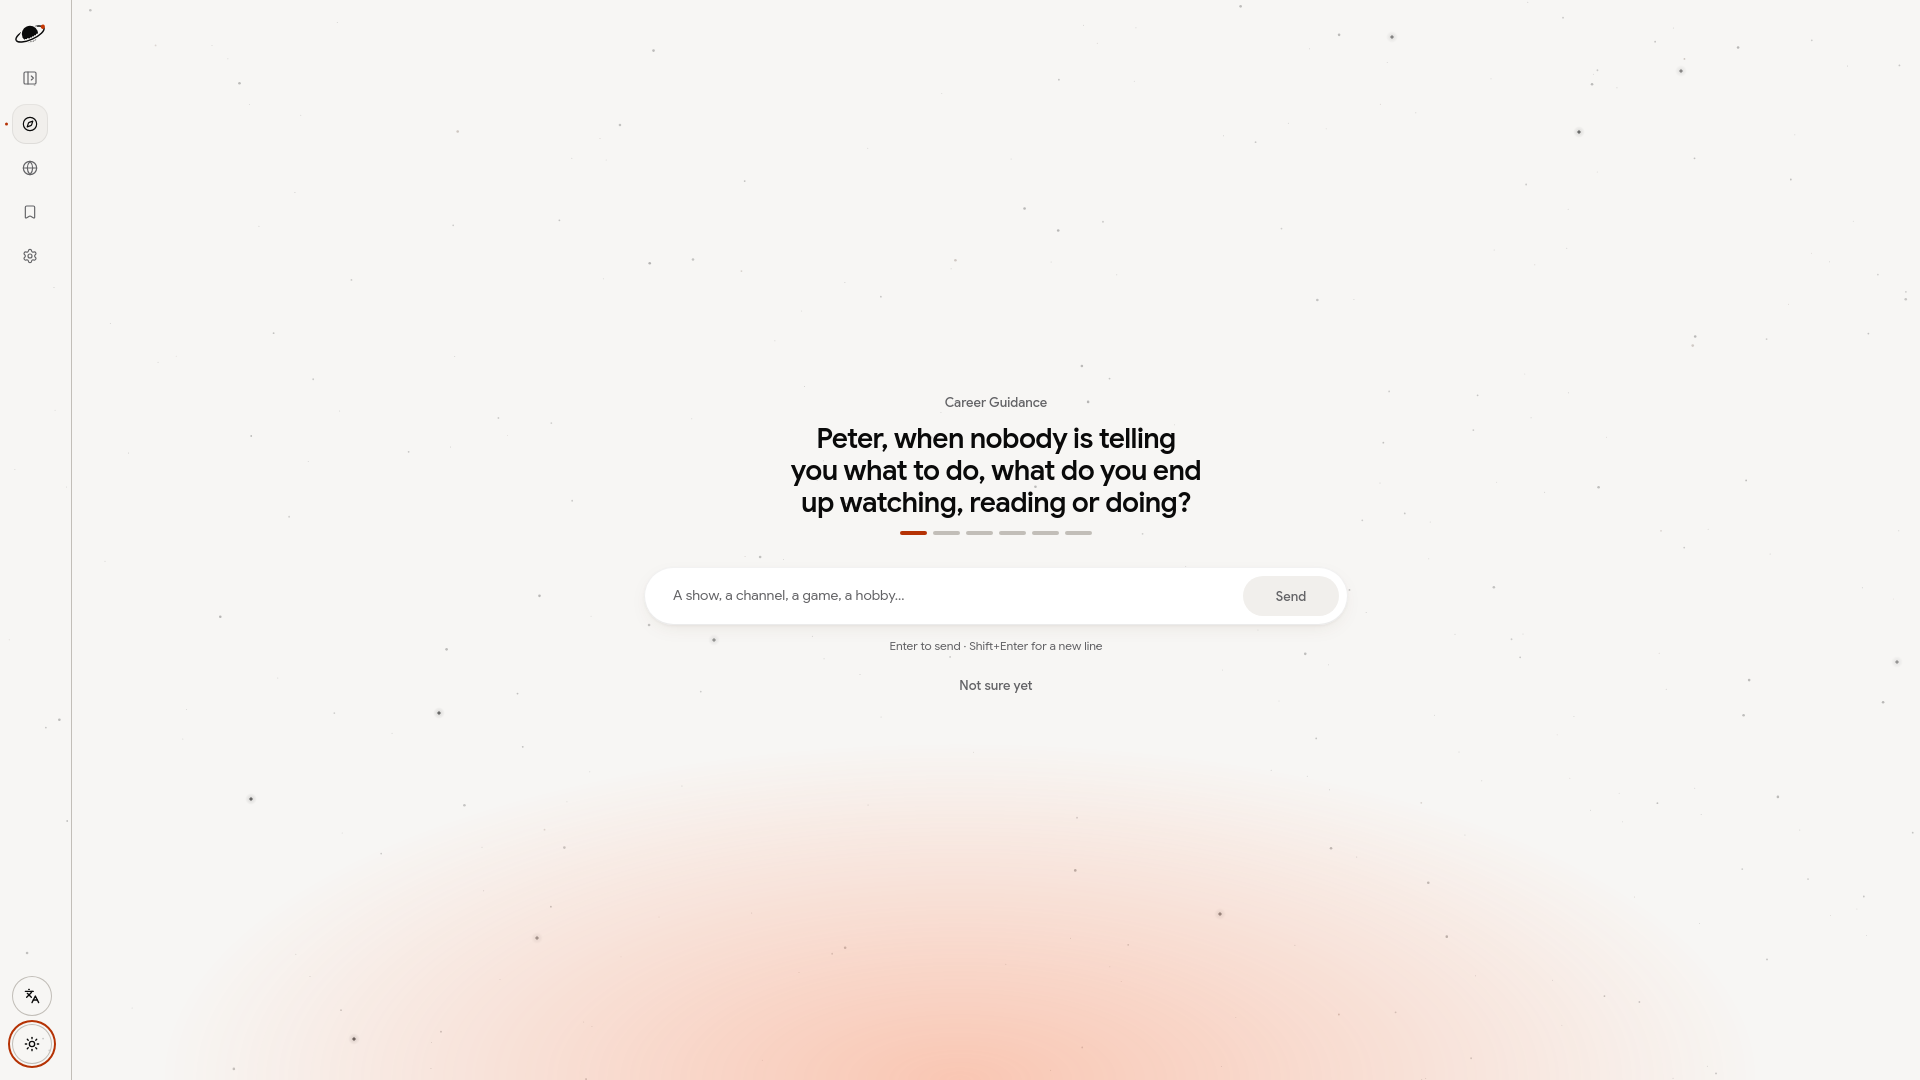 Career Guidance
Peter, when nobody is telling
you what to do, what do you end
up watching, reading or doing?
A show, a channel, a game, a hobby...
Send
Enter to send · Shift+Enter for a new line
Not sure yet